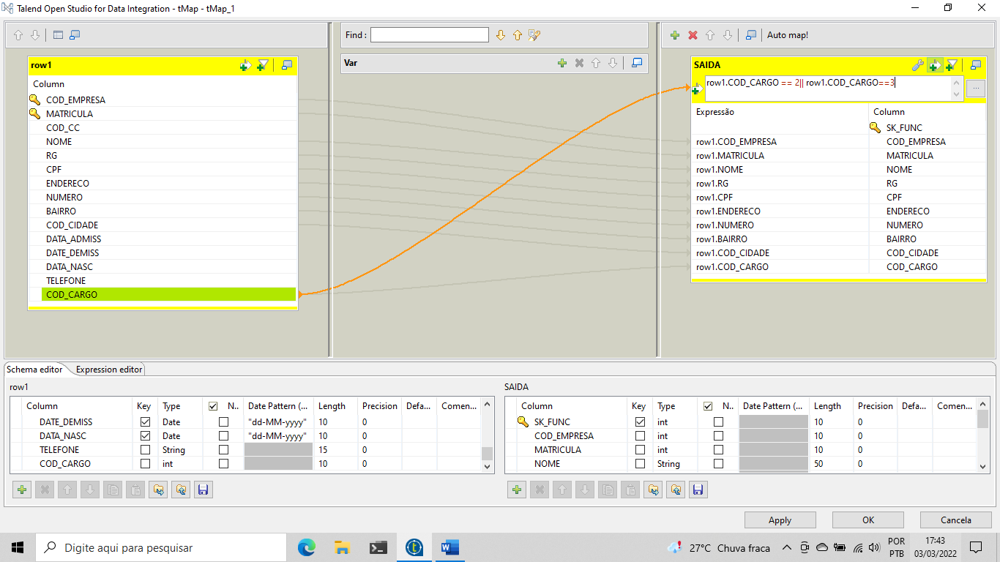 Talend Open Studio for Data Integration - tMap - tMap_1
Find :
Auto map!
row1
Column
COD_EMPRESA
MATRICULA
COD_CC
NOME
RG
CPF
ENDERECO
NUMERO
BAIRRO
COD_CIDADE
DATA_ADMISS
DATE_DEMISS
DATA_NASC
TELEFONE
COD_CARGO
Var
SAIDA
row1.COD_CARGO == 2|| row1.COD_CARGO==3
...
Expressão Column
SK_FUNC
row1.COD_EMPRESA COD_EMPRESA
row1.MATRICULA MATRICULA
row1.NOME NOME
row1.RG RG
row1.CPF CPF
row1.ENDERECO ENDERECO
row1.NUMERO NUMERO
row1.BAIRRO BAIRRO
row1.COD_CIDADE COD_CIDADE
row1.COD_CARGO COD_CARGO
Schema editor Expression editor
row1
Column Key Type N.. Date Pattern (... Length Precision Defa... Comen...
DATE_DEMISS Date "dd-MM-yyyy" 10 0
DATA_NASC Date "dd-MM-yyyy" 10 0
TELEFONE String 15 0
COD_CARGO int 10 0
SAIDA
Column Key Type N.. Date Pattern (... Length Precision Defa... Comen...
SK_FUNC int 10 0
COD_EMPRESA int 10 0
MATRICULA int 10 0
NOME String 50 0
Apply OK Cancela
Digite aqui para pesquisar
27°C Chuva fraca
POR
PTB
17:43
03/03/2022